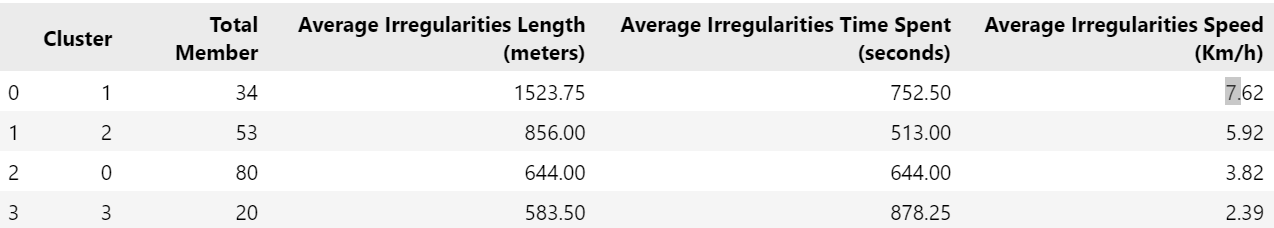 Cluster Total Member Average Irregularities Length (meters) Average Irregularities Time Spent (seconds) Average Irregularities Speed (Km/h)
0 1 34 1523.75 752.50 7.62
1 2 53 856.00 513.00 5.92
2 0 80 644.00 644.00 3.82
3 3 20 583.50 878.25 2.39